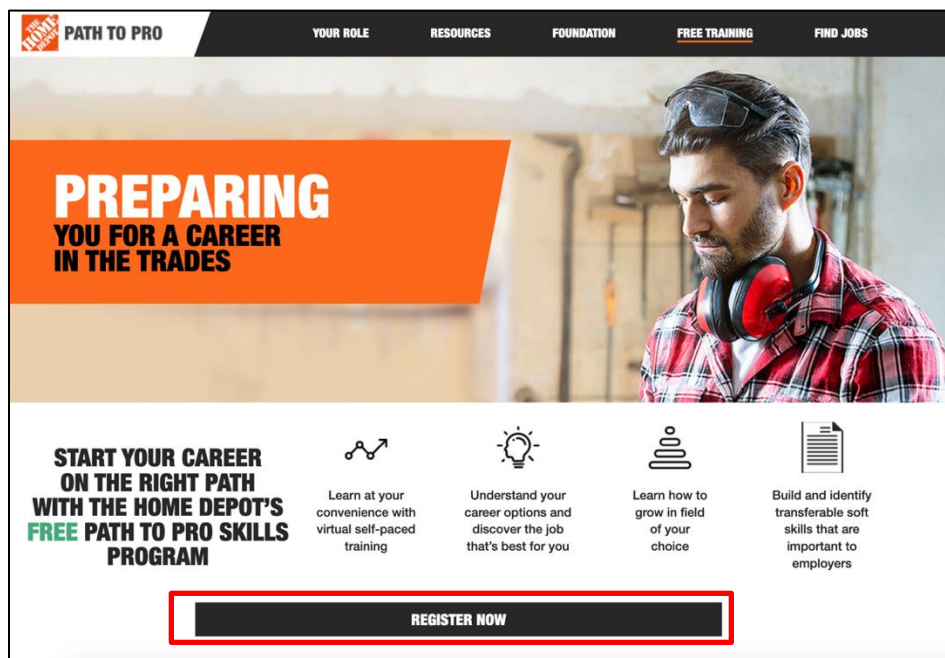 THE HOME DEPOT
PATH TO PRO
YOUR ROLE
RESOURCES
FOUNDATION
FREE TRAINING
FIND JOBS
PREPARING
YOU FOR A CAREER
IN THE TRADES
START YOUR CAREER
ON THE RIGHT PATH
WITH THE HOME DEPOT'S
FREE PATH TO PRO SKILLS
PROGRAM
Learn at your
convenience with
virtual self-paced
training
Understand your
career options and
discover the job
that's best for you
Learn how to
grow in field
of your
choice
Build and identify
transferable soft
skills that are
important to
employers
REGISTER NOW